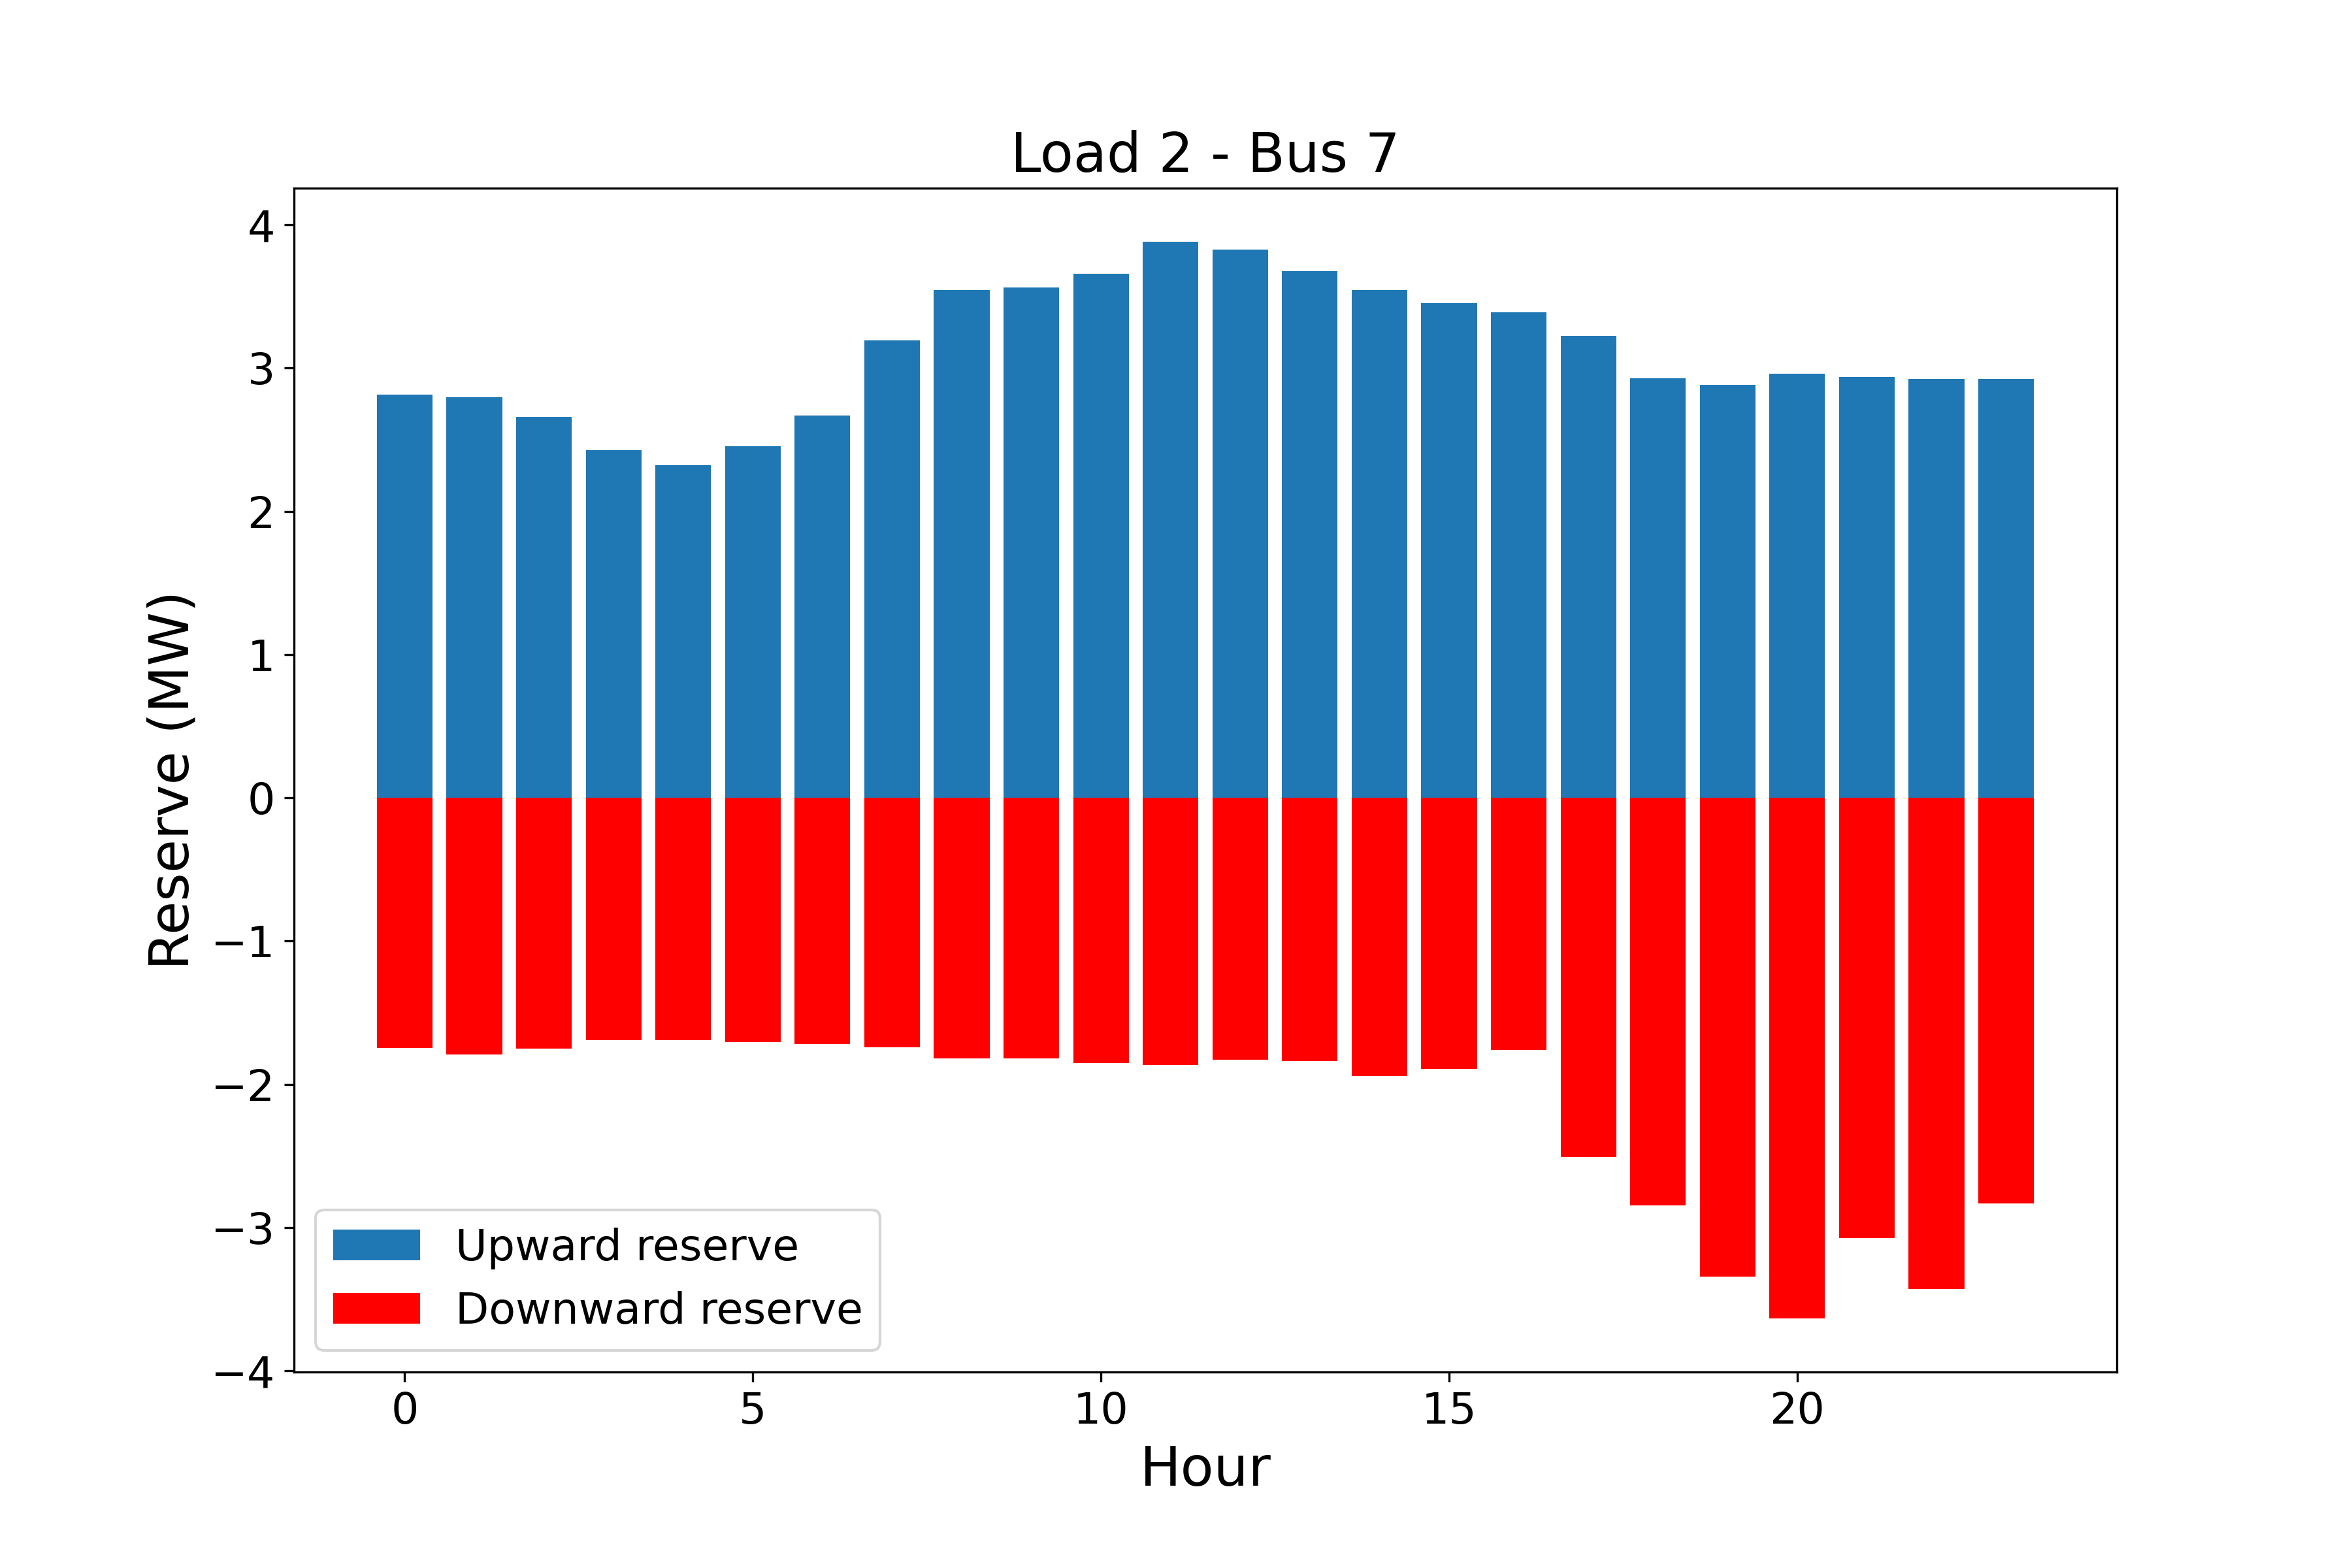 Load 2 - Bus 7
4
3
2
1
0
−1
−2
−3
−4
Reserve (MW)
Upward reserve
Downward reserve
0 5 10 15 20
Hour